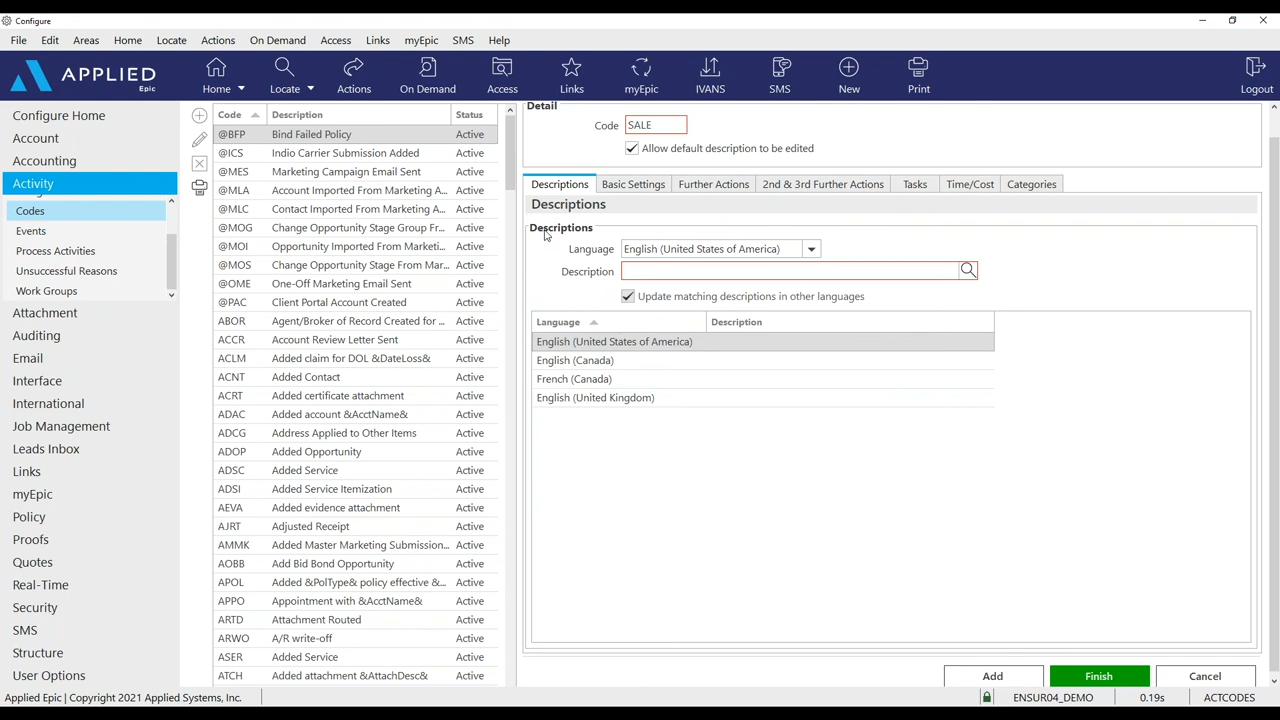 Configure
File Edit Areas Home Locate Actions On Demand Access Links myEpic SMS Help
APPLIED
Epic
Home Locate Actions On Demand Access Links myEpic IVANS SMS New Print Logout
Configure Home
Account
Accounting
Activity
Codes
Events
Process Activities
Unsuccessful Reasons
Work Groups
Attachment
Auditing
Email
Interface
International
Job Management
Leads Inbox
Links
myEpic
Policy
Proofs
Quotes
Real-Time
Security
SMS
Structure
User Options
Code Description Status
@BFP Bind Failed Policy Active
@ICS Indio Carrier Submission Added Active
@MES Marketing Campaign Email Sent Active
@MLA Account Imported From Marketing A... Active
@MLC Contact Imported From Marketing A... Active
@MOG Change Opportunity Stage Group Fr... Active
@MOI Opportunity Imported From Marketi... Active
@MOS Change Opportunity Stage From Mar... Active
@OME One-Off Marketing Email Sent Active
@PAC Client Portal Account Created Active
ABOR Agent/Broker of Record Created for ... Active
ACCR Account Review Letter Sent Active
ACLM Added claim for DOL &DateLoss& Active
ACNT Added Contact Active
ACRT Added certificate attachment Active
ADAC Added account &AcctName& Active
ADCG Address Applied to Other Items Active
ADOP Added Opportunity Active
ADSC Added Service Active
ADSI Added Service Itemization Active
AEVA Added evidence attachment Active
AJRT Adjusted Receipt Active
AMMK Added Master Marketing Submission... Active
AOBB Add Bid Bond Opportunity Active
APOL Added &PolType& policy effective &... Active
APPO Appointment with &AcctName& Active
ARTD Attachment Routed Active
ARWO A/R write-off Active
ASER Added Service Active
ATCH Added attachment &AttachDesc& Active
Detail
Code SALE
Allow default description to be edited
Descriptions Basic Settings Further Actions 2nd & 3rd Further Actions Tasks Time/Cost Categories
Descriptions
Descriptions
Language English (United States of America)
Description
Update matching descriptions in other languages
Language Description
English (United States of America)
English (Canada)
French (Canada)
English (United Kingdom)
Add Finish Cancel
Applied Epic | Copyright 2021 Applied Systems, Inc. ENSUR04_DEMO 0.19s ACTCODES